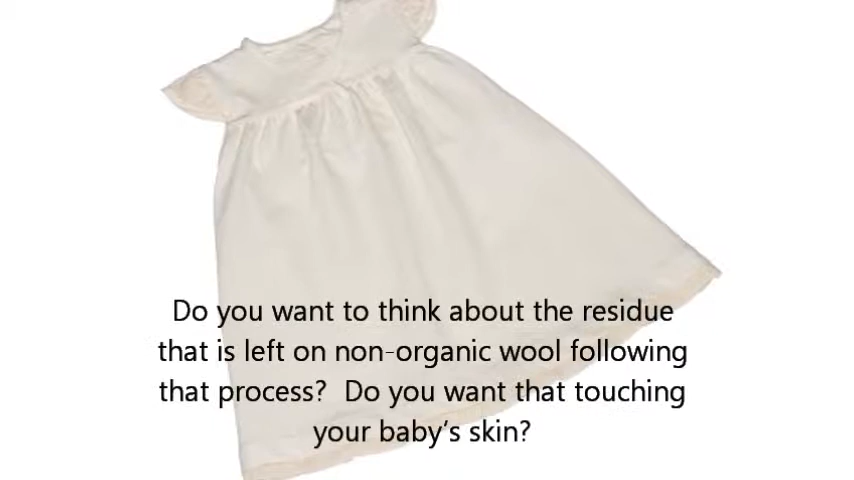 Do you want to think about the residue
that is left on non-organic wool following
that process?  Do you want that touching
your baby’s skin?